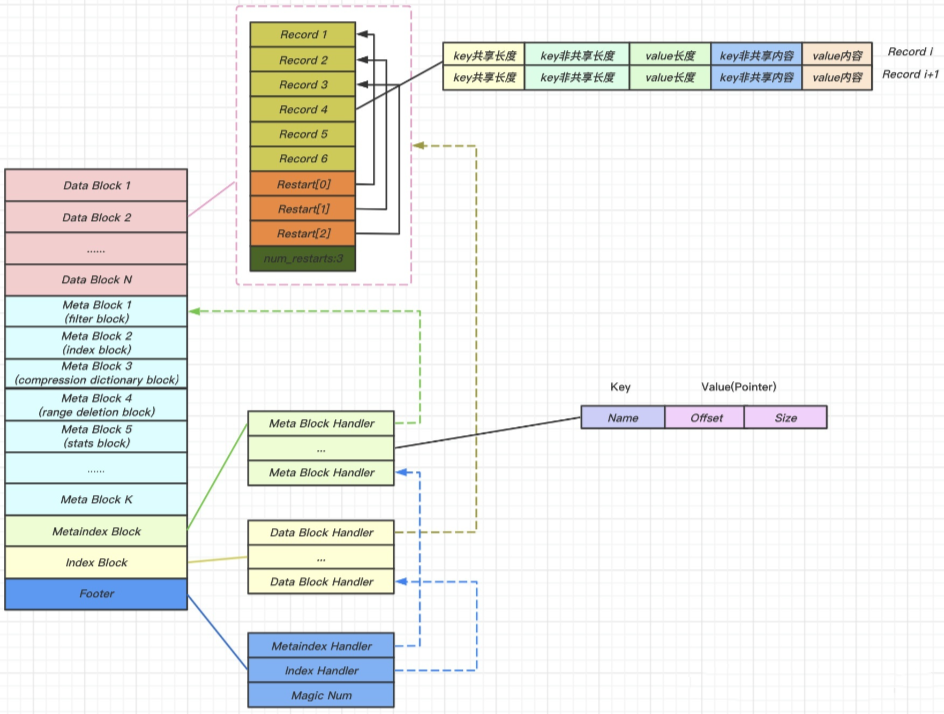 Record 1
Record 2
Record 3
Record 4
Record 5
Record 6
Restart[0]
Restart[1]
Restart[2]
num_restarts:3
key共享长度 key非共享长度 value长度 key非共享内容 value内容 Record i
key共享长度 key非共享长度 value长度 key非共享内容 value内容 Record i+1
Data Block 1
Data Block 2
......
Data Block N
Meta Block 1
(filter block)
Meta Block 2
(index block)
Meta Block 3
(compression dictionary block)
Meta Block 4
(range deletion block)
Meta Block 5
(stats block)
......
Meta Block K
Metaindex Block
Index Block
Footer
Meta Block Handler
...
Meta Block Handler
Key Value(Pointer)
Name Offset Size
Data Block Handler
...
Data Block Handler
Metaindex Handler
Index Handler
Magic Num